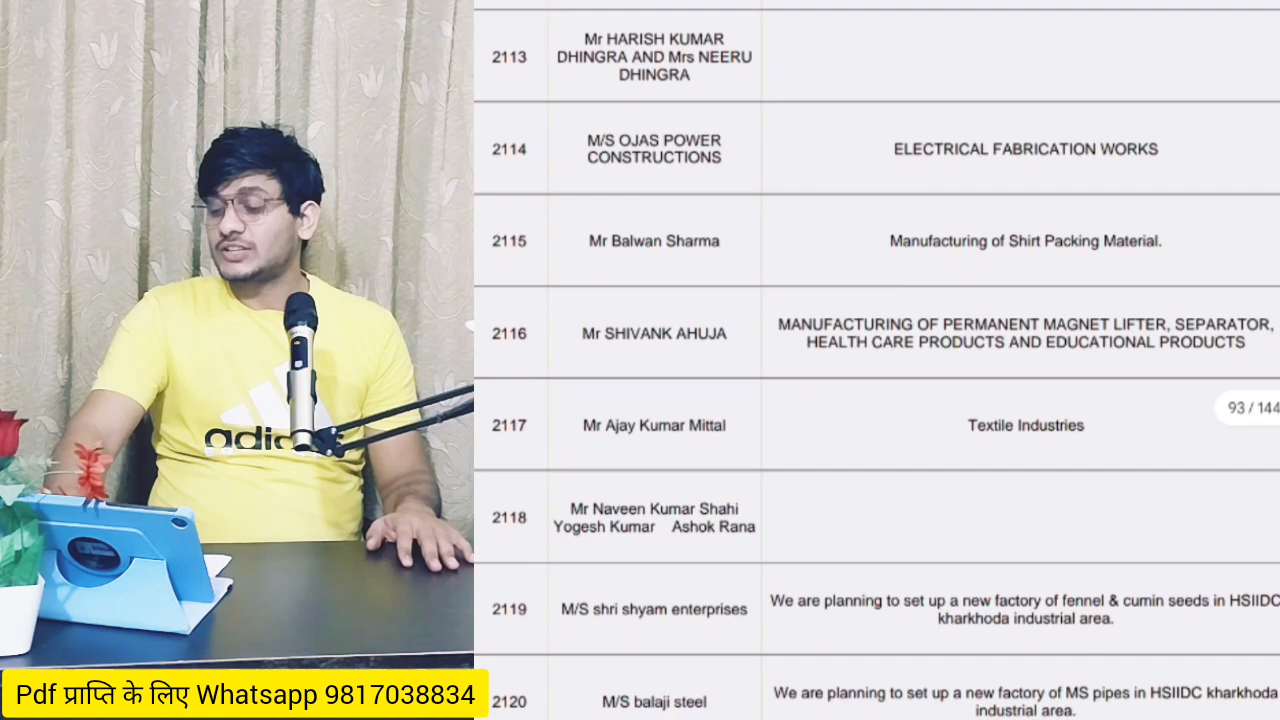 2113
Mr HARISH KUMAR
DHINGRA AND Mrs NEERU
DHINGRA
2114
M/S OJAS POWER
CONSTRUCTIONS
ELECTRICAL FABRICATION WORKS
2115
Mr Balwan Sharma
Manufacturing of Shirt Packing Material.
2116
Mr SHIVANK AHUJA
MANUFACTURING OF PERMANENT MAGNET LIFTER, SEPARATOR,
HEALTH CARE PRODUCTS AND EDUCATIONAL PRODUCTS
93 / 144
2117
Mr Ajay Kumar Mittal
Textile Industries
2118
Mr Naveen Kumar Shahi
Yogesh Kumar Ashok Rana
2119
M/S shri shyam enterprises
We are planning to set up a new factory of fennel & cumin seeds in HSIIDC
kharkhoda industrial area.
2120
M/S balaji steel
We are planning to set up a new factory of MS pipes in HSIIDC kharkhoda
industrial area.
adidas
Pdf प्राप्ति के लिए Whatsapp 9817038834